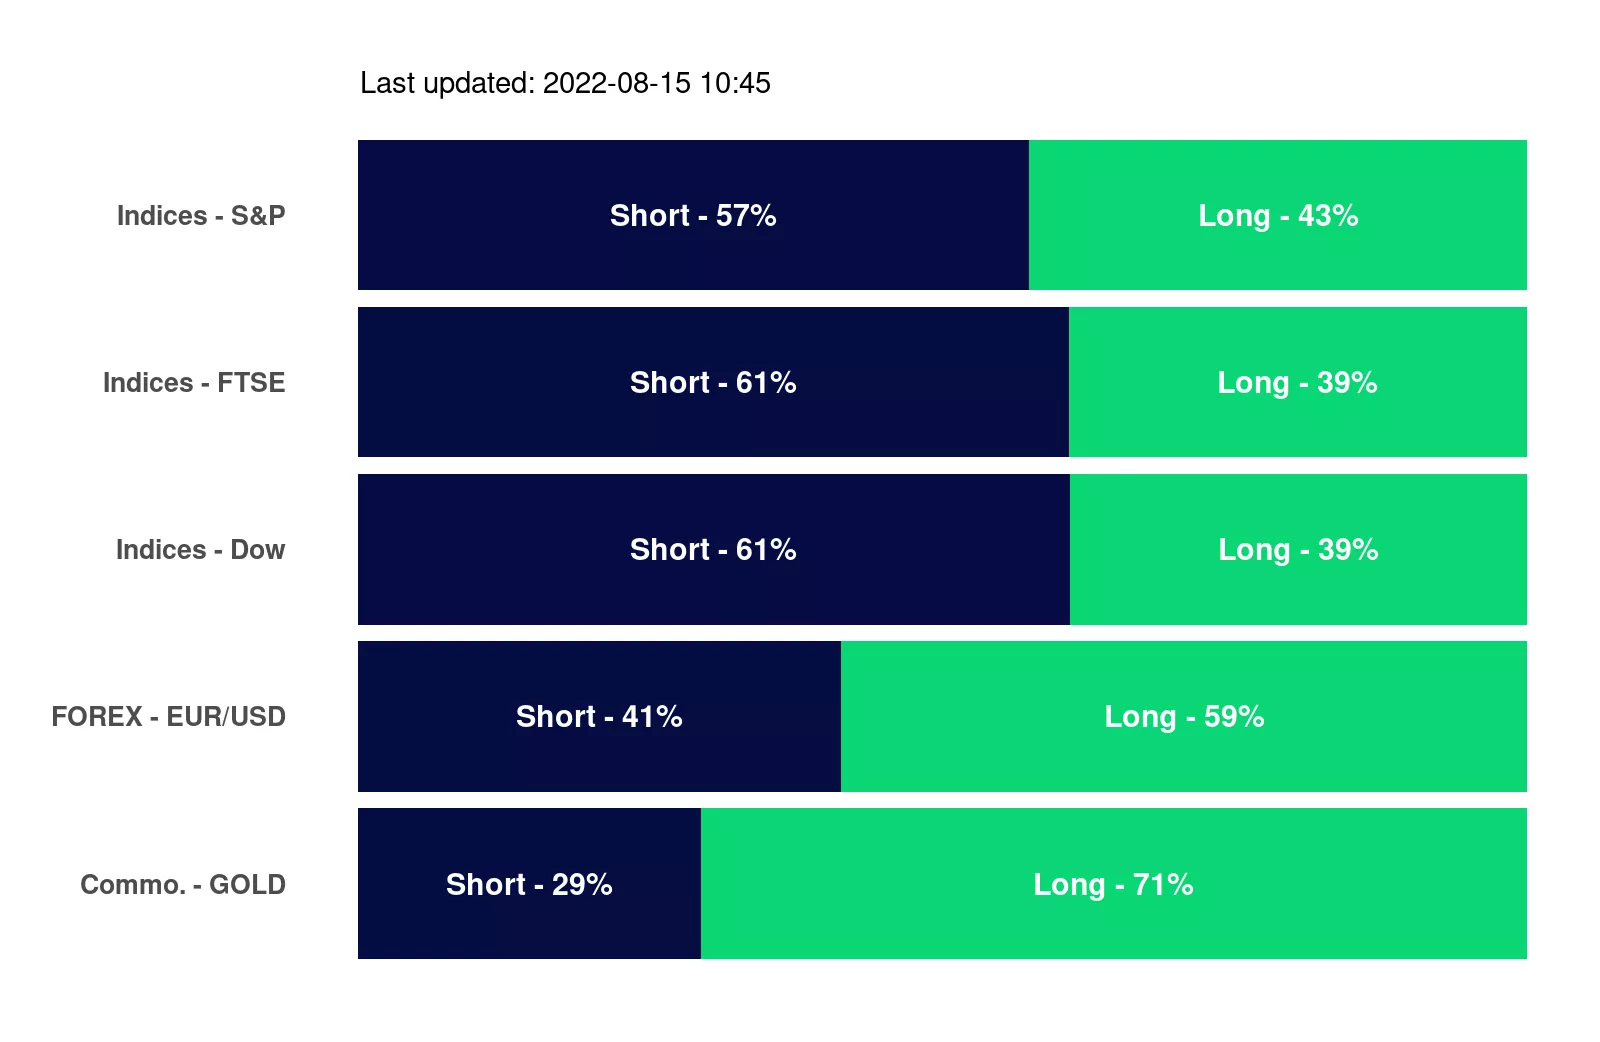 Last updated: 2022-08-15 10:45
Indices - S&P Short - 57% Long - 43%
Indices - FTSE Short - 61% Long - 39%
Indices - Dow Short - 61% Long - 39%
FOREX - EUR/USD Short - 41% Long - 59%
Commo. - GOLD Short - 29% Long - 71%